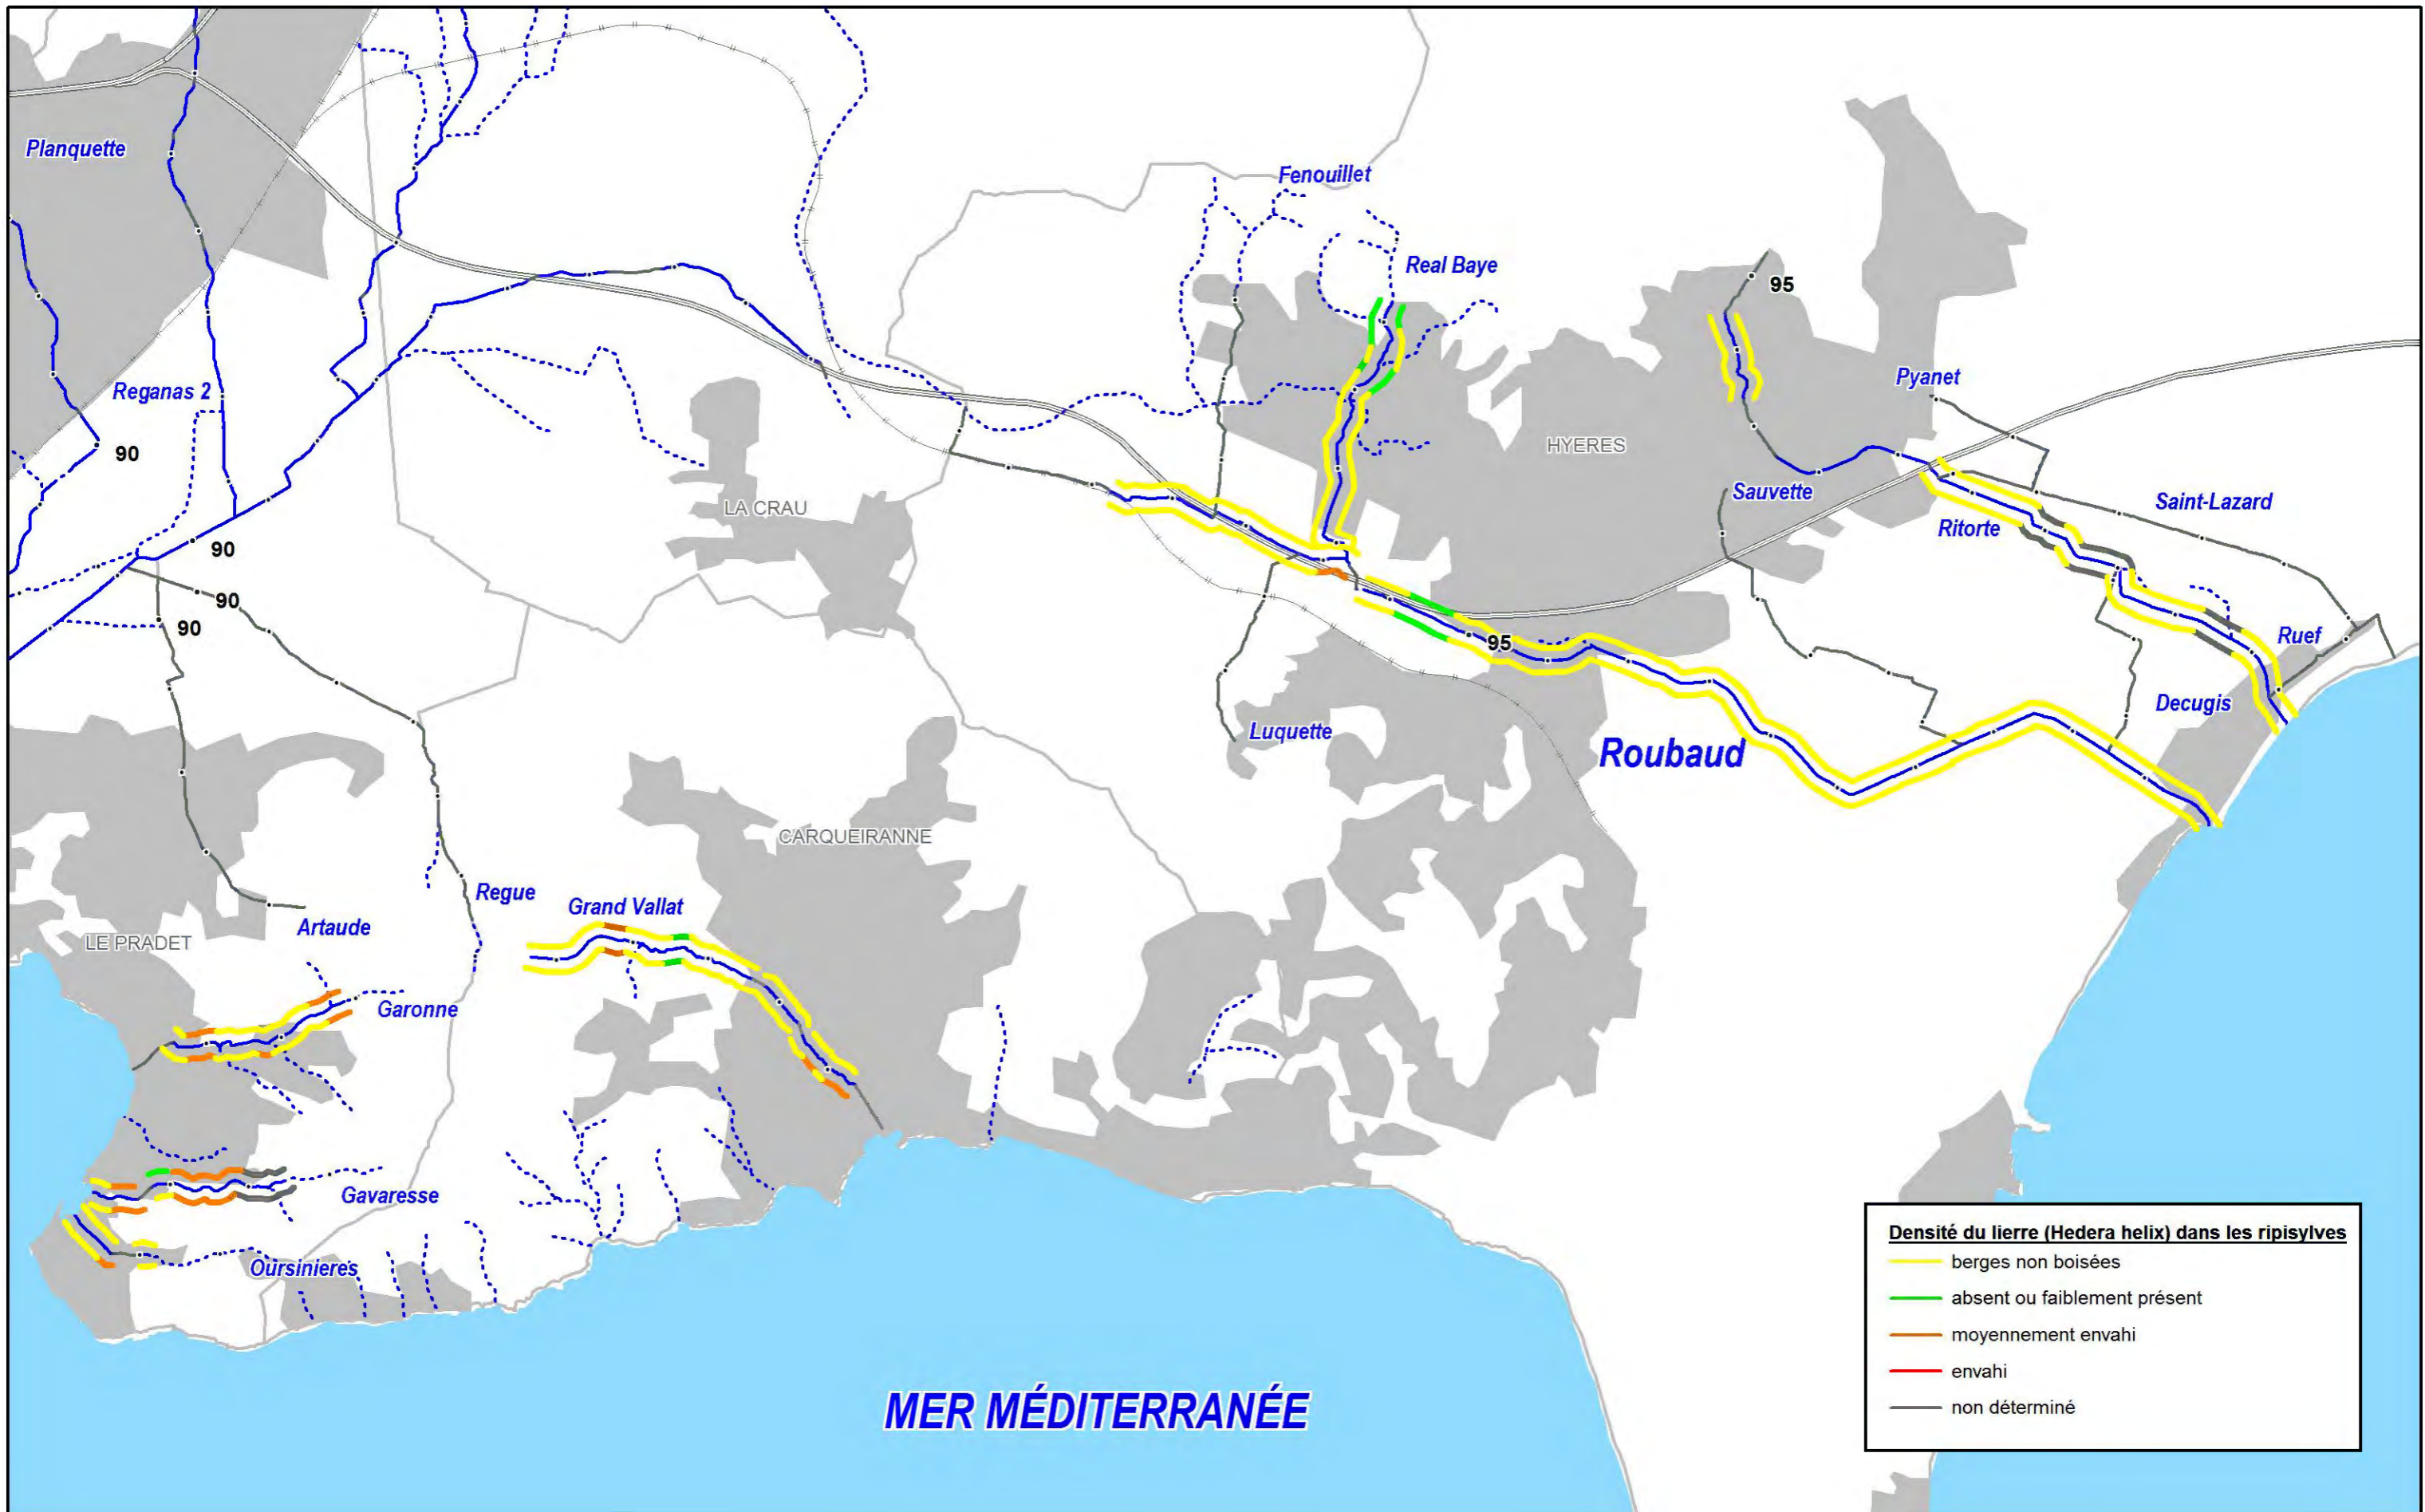 Planquette
Fenouillet
Real Baye
95
Pyanet
Reganas 2
90
HYERES
Sauvette
Saint-Lazard
LA CRAU
Ritorte
90
90
90
95
Ruef
Decugis
Luquette
Roubaud
CARQUEIRANNE
Regue
Grand Vallat
Artaude
LE PRADET
Garonne
Gavaresse
Oursinieres
MER MÉDITERRANÉE
Densité du lierre (Hedera helix) dans les ripisylves
berges non boisées
absent ou faiblement présent
moyennement envahi
envahi
non déterminé